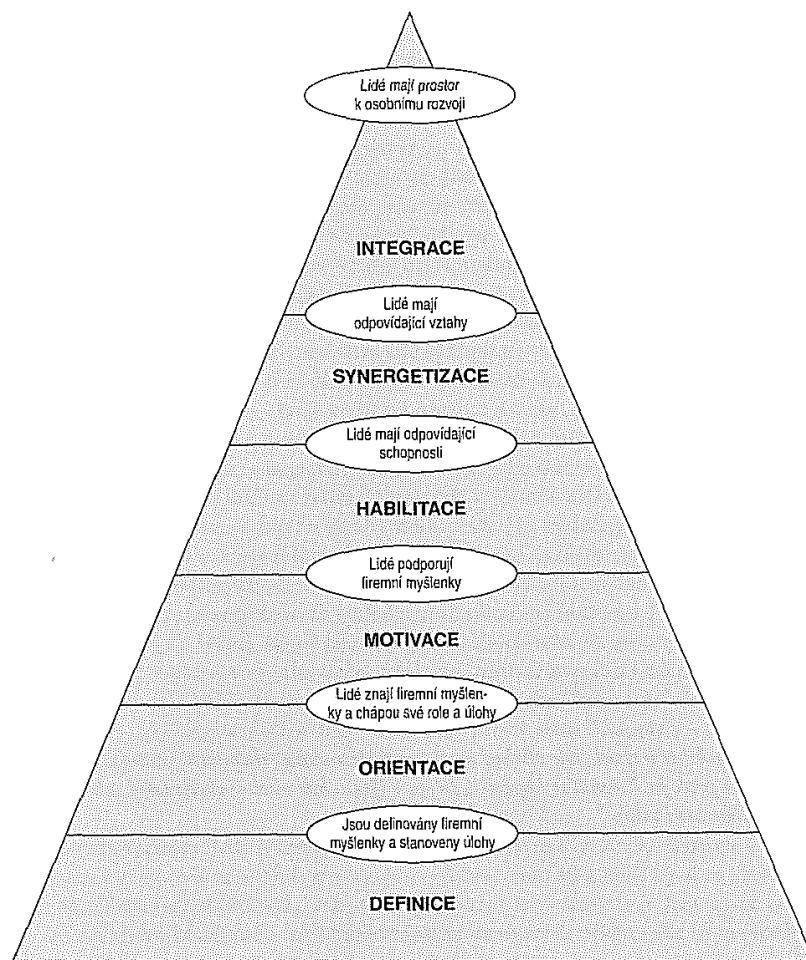 Lidé mají prostor
k osobnímu rozvoji
INTEGRACE
Lidé mají
odpovídající vztahy
SYNERGETIZACE
Lidé mají odpovídající
schopnosti
HABILITACE
Lidé podporují
firemní myšlenky
MOTIVACE
Lidé znají firemní myšlen-
ky a chápou své role a úlohy
ORIENTACE
Jsou definovány firemní
myšlenky a stanoveny úlohy
DEFINICE